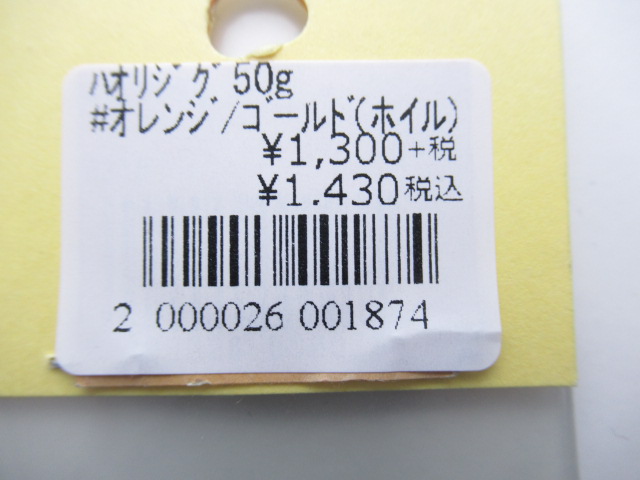 ﾊｵﾘｼﾞｸﾞ 50g
#オレンジ/ゴールド(ホイル)
¥1,300+税
¥1,430税込
2 000026 001874